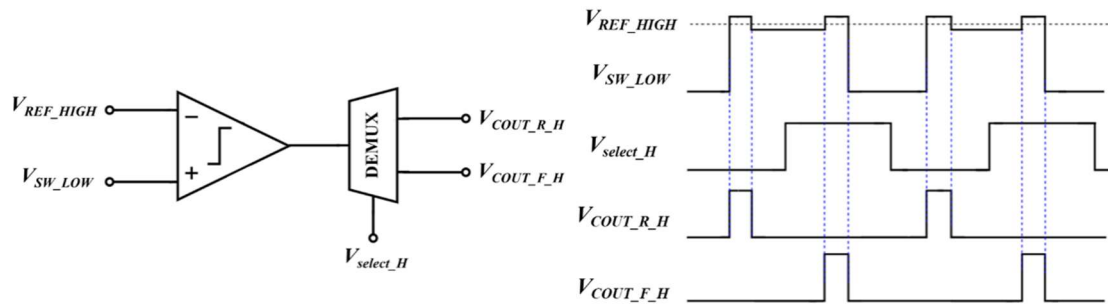 V_REF_HIGH
V_SW_LOW
−
+
DEMUX
V_COUT_R_H
V_COUT_F_H
V_select_H
V_REF_HIGH
V_SW_LOW
V_select_H
V_COUT_R_H
V_COUT_F_H